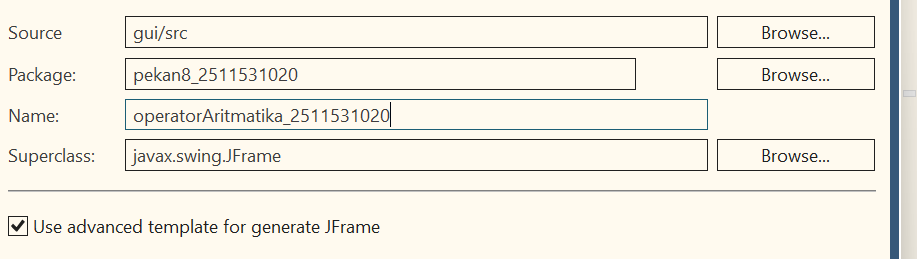 Source gui/src Browse...
Package: pekan8_2511531020 Browse...
Name: operatorAritmatika_2511531020
Superclass: javax.swing.JFrame Browse...
Use advanced template for generate JFrame